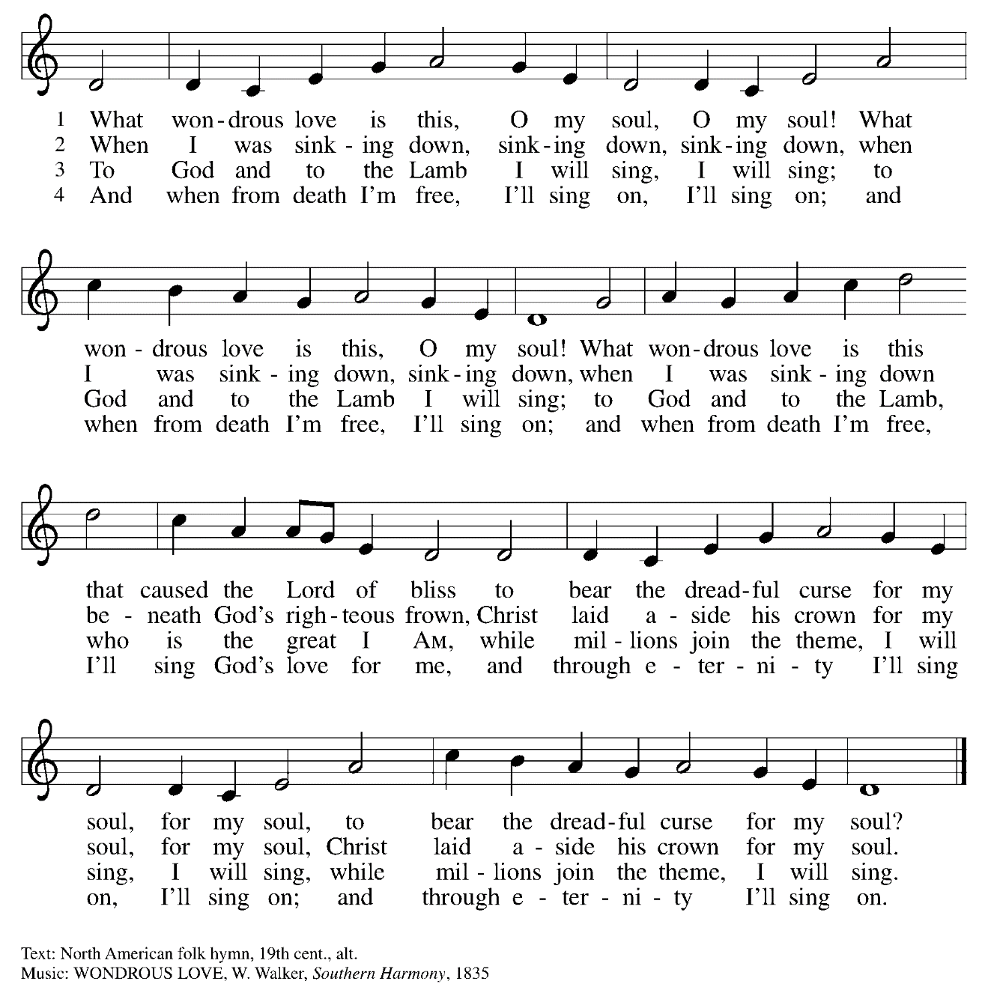 1 What won - drous love is this, O my soul, O my soul! What
2 When I was sink - ing down, sink - ing down, sink - ing down, when
3 To God and to the Lamb I will sing, I will sing; to
4 And when from death I'm free, I'll sing on, I'll sing on; and
won - drous love is this, O my soul! What won - drous love is this
I was sink - ing down, sink - ing down, when I was sink - ing down
God and to the Lamb I will sing; to God and to the Lamb,
when from death I'm free, I'll sing on; and when from death I'm free,
that caused the Lord of bliss to bear the dread - ful curse for my
be - neath God's righ - teous frown, Christ laid a - side his crown for my
who is the great I AM, while mil - lions join the theme, I will
I'll sing God's love for me, and through e - ter - ni - ty I'll sing
soul, for my soul, to bear the dread - ful curse for my soul?
soul, for my soul, Christ laid a - side his crown for my soul.
sing, I will sing, while mil - lions join the theme, I will sing.
on, I'll sing on; and through e - ter - ni - ty I'll sing on.
Text: North American folk hymn, 19th cent., alt.
Music: WONDROUS LOVE, W. Walker, Southern Harmony, 1835